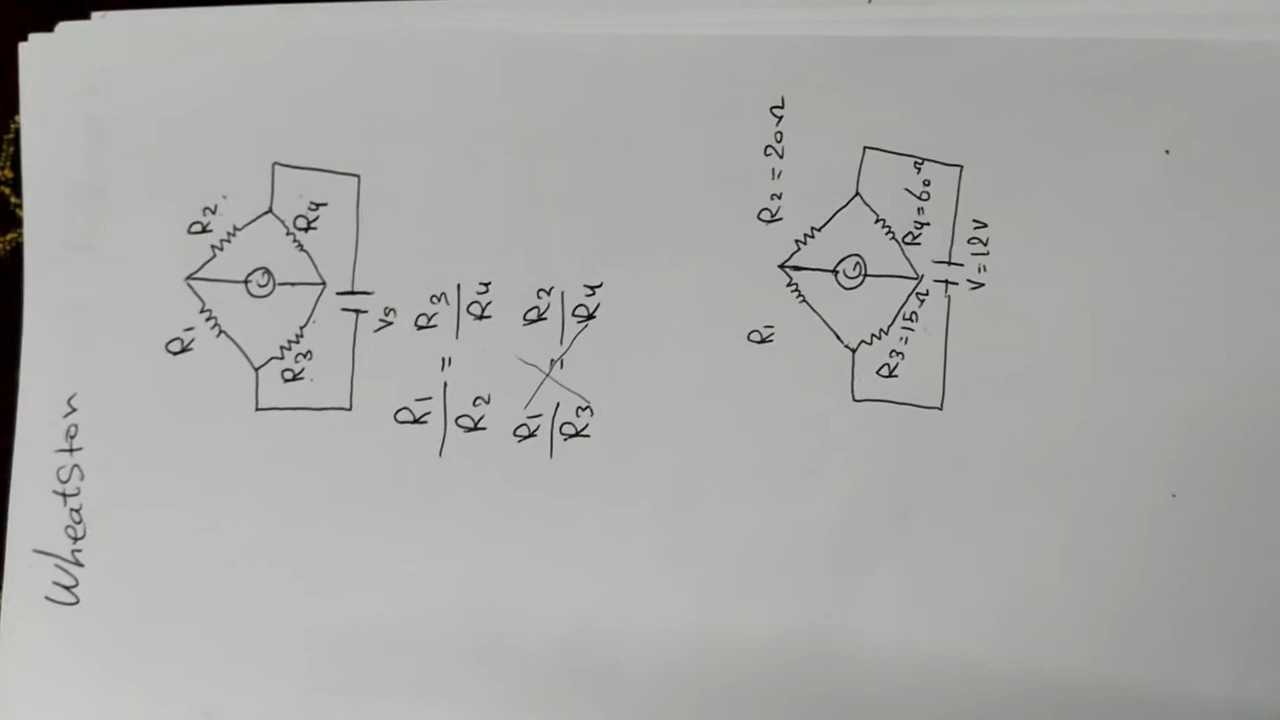 WheatSton
R1
R2
R3
R4
G
Vs
R1/R2 = R3/R4
R1/R3 = R2/R4
R1
R2 = 20Ω
G
R3=15Ω
R4=60Ω
V=12V